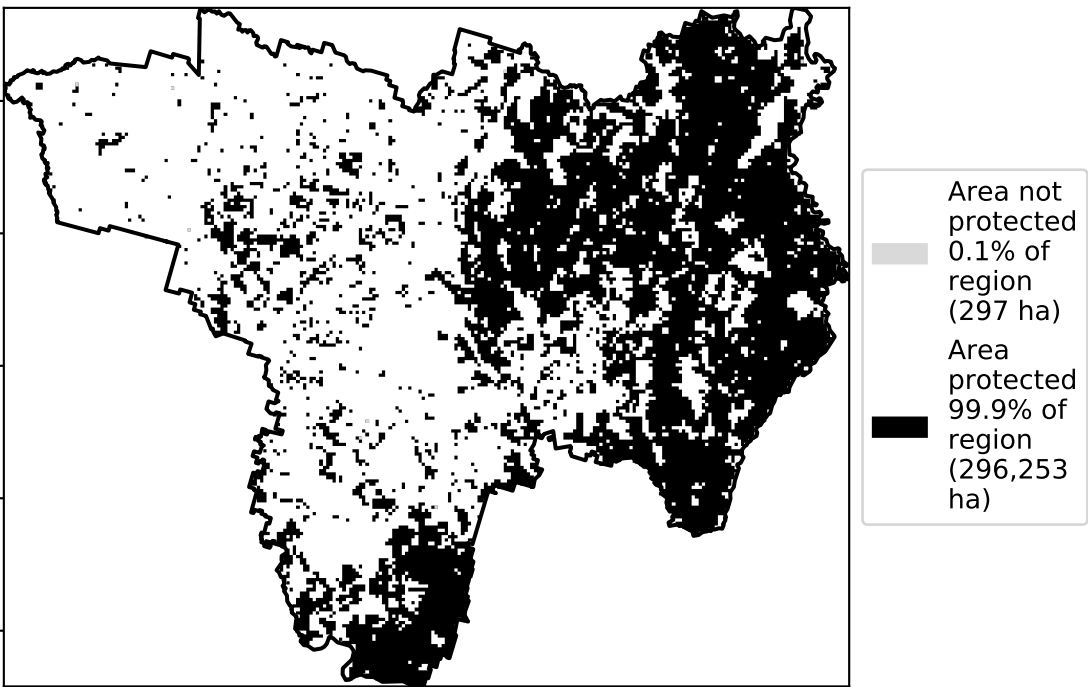 Area not
protected
0.1% of
region
(297 ha)
Area
protected
99.9% of
region
(296,253
ha)